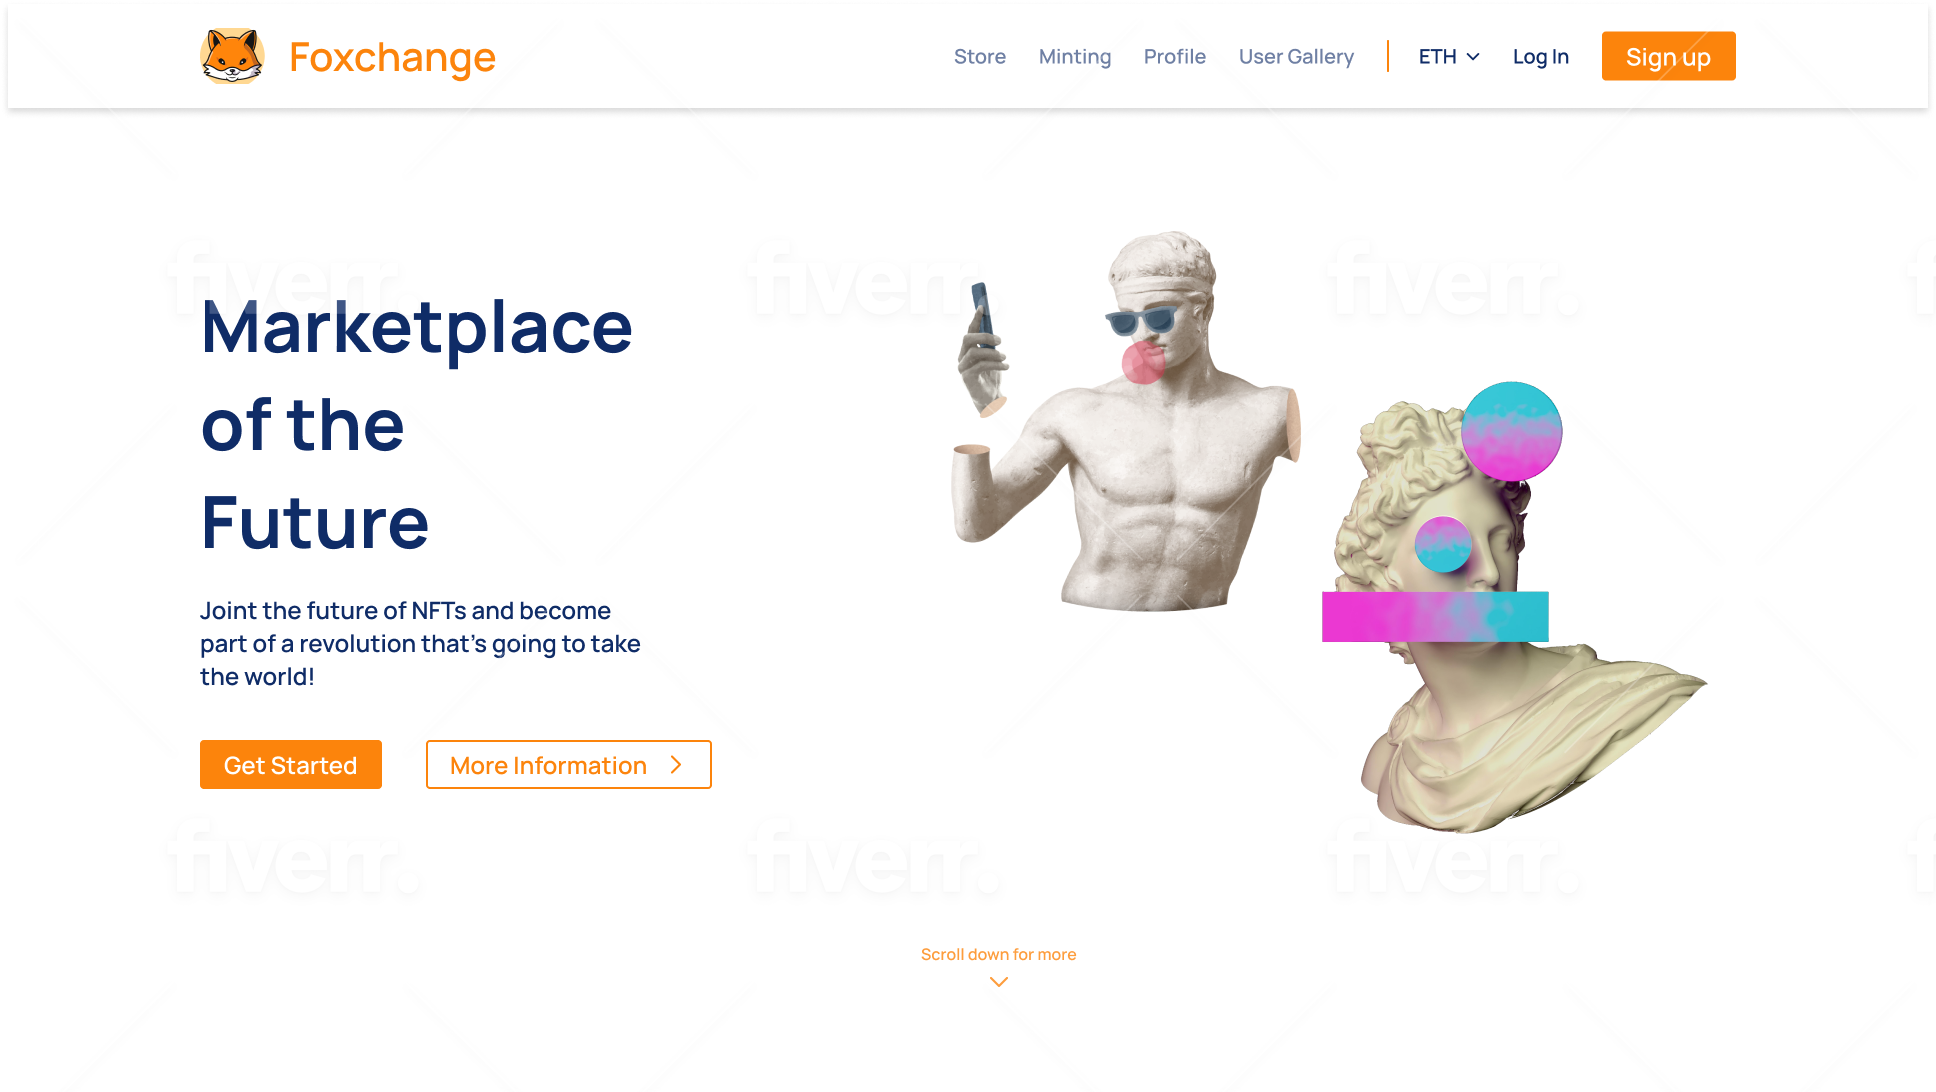 Foxchange
Store Minting Profile User Gallery ETH Log In Sign up
fiverr. fiverr. fiverr.
Marketplace
of the
Future
Joint the future of NFTs and become
part of a revolution that's going to take
the world!
Get Started More Information
fiverr. fiverr. fiverr.
Scroll down for more